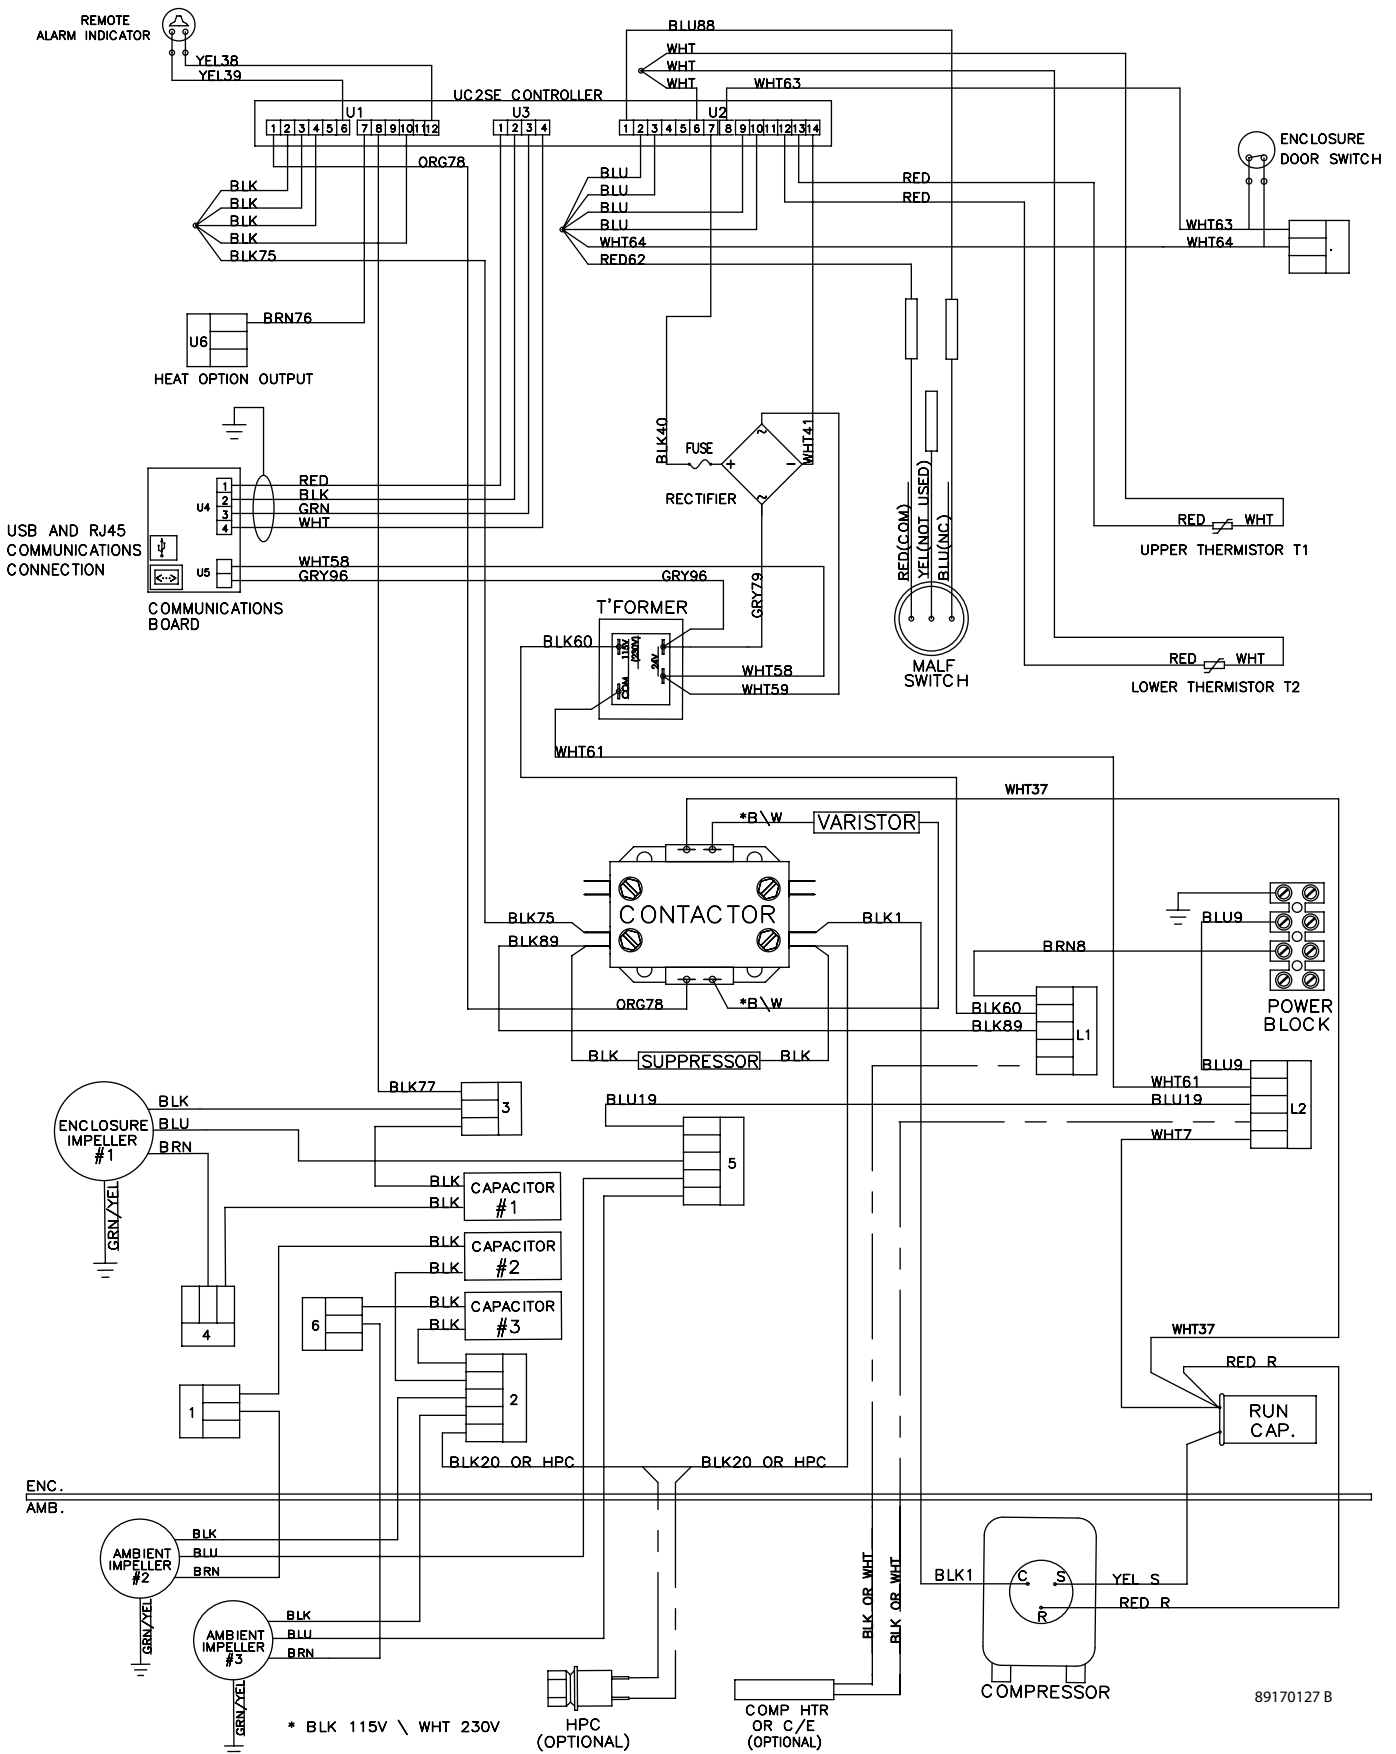 REMOTE
ALARM INDICATOR
YEL38
YEL39
BLU88
WHT
WHT
WHT
WHT63
UC2SE CONTROLLER
U1
U3
U2
1 2 3 4 5 6 7 8 9 10 11 12
1 2 3 4
1 2 3 4 5 6 7 8 9 10 11 12 13 14
ENCLOSURE
DOOR SWITCH
ORG78
BLK
BLK
BLK
BLK
BLK75
BLU
BLU
BLU
BLU
WHT64
RED62
RED
RED
WHT63
WHT64
BRN76
U6
HEAT OPTION OUTPUT
BLK40
FUSE
+
-
~
~
WHT41
RECTIFIER
RED
BLK
GRN
WHT
U4
1
2
3
4
USB AND RJ45
COMMUNICATIONS
CONNECTION
U5
WHT58
GRY96
COMMUNICATIONS
BOARD
GRY96
GRY79
T'FORMER
BLK60
115V
(230V)
24V
COM
WHT58
WHT59
WHT61
RED(COM)
YEL(NOT USED)
BLU(NC)
MALF
SWITCH
RED
WHT
UPPER THERMISTOR T1
RED
WHT
LOWER THERMISTOR T2
WHT37
*B\W
VARISTOR
CONTACTOR
BLK75
BLK89
BLK1
ORG78
*B\W
BLK
SUPPRESSOR
BLK
BLU9
BRN8
BLK60
BLK89
L1
POWER
BLOCK
BLU9
WHT61
BLU19
WHT7
L2
BLK77
3
BLU19
5
ENCLOSURE
IMPELLER
#1
BLK
BLU
BRN
GRN/YEL
BLK
BLK
CAPACITOR
#1
BLK
BLK
CAPACITOR
#2
BLK
BLK
CAPACITOR
#3
4
6
1
2
WHT37
RED R
RUN
CAP.
BLK20 OR HPC
BLK20 OR HPC
ENC.
AMB.
AMBIENT
IMPELLER
#2
BLK
BLU
BRN
GRN/YEL
AMBIENT
IMPELLER
#3
BLK
BLU
BRN
GRN/YEL
BLK OR WHT
BLK OR WHT
BLK1
C
S
R
YEL S
RED R
COMPRESSOR
* BLK 115V \ WHT 230V
HPC
(OPTIONAL)
COMP HTR
OR C/E
(OPTIONAL)
89170127 B